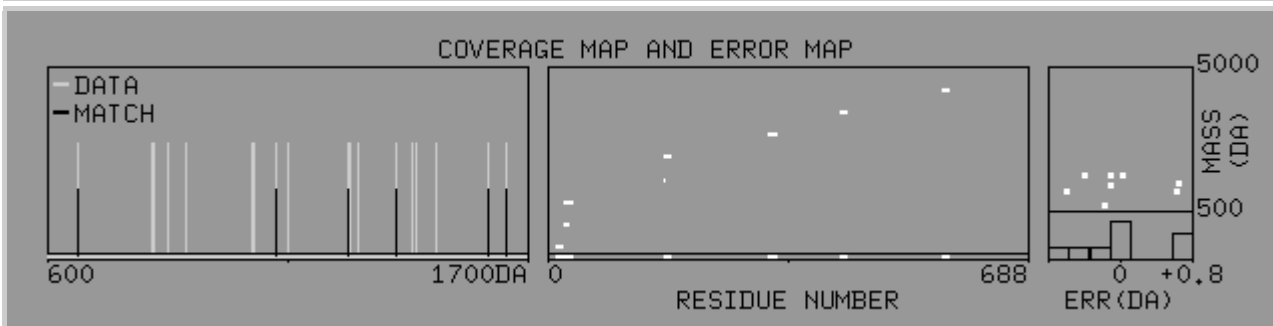 COVERAGE MAP AND ERROR MAP
DATA
MATCH
5000
MASS
(DA)
500
600
1700DA
0
688
0
+0.8
RESIDUE NUMBER
ERR(DA)